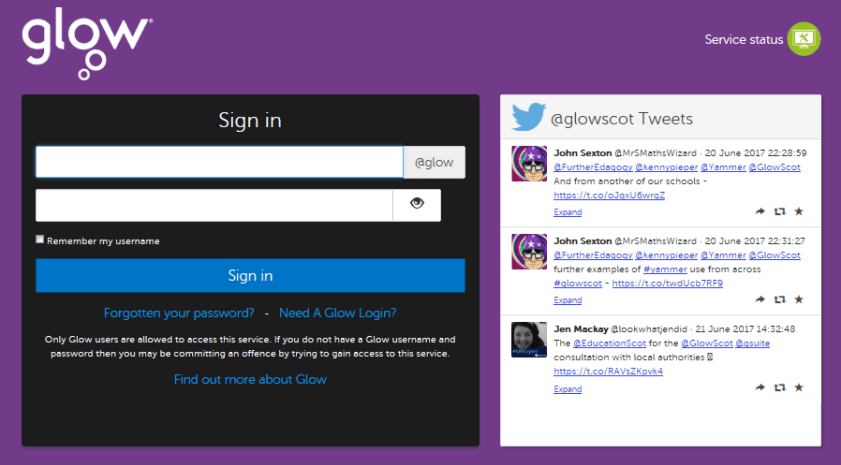 glow
Service status
Sign in
@glow
Remember my username
Sign in
Forgotten your password? - Need A Glow Login?
Only Glow users are allowed to access this service. If you do not have a Glow username and
password then you may be committing an offence by trying to gain access to this service.
Find out more about Glow
@glowscot Tweets
John Sexton @MrSMathsWizard · 20 June 2017 22:28:59
@FurtherEdagogy @kennypieper @Yammer @GlowScot
And from another of our schools -
https://t.co/oJqxU6wrgZ
Expand
John Sexton @MrSMathsWizard · 20 June 2017 22:31:27
@FurtherEdagogy @kennypieper @Yammer @GlowScot
further examples of #yammer use from across
#glowscot - https://t.co/twdUcb7RF9
Expand
Jen Mackay @lookwhatjendid · 21 June 2017 14:32:48
The @EducationScot for the @GlowScot @gsuite
consultation with local authorities
https://t.co/RAVsZKpvk4
Expand